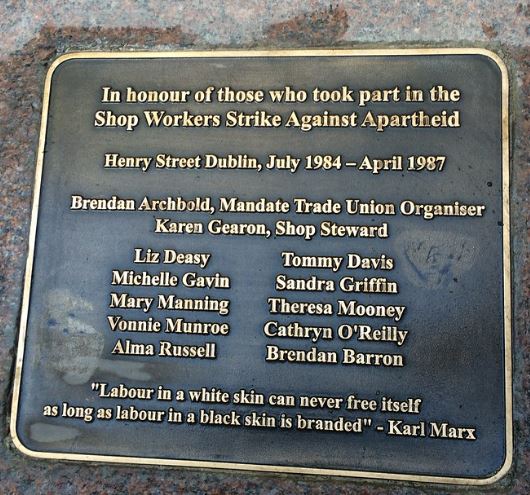 In honour of those who took part in the
Shop Workers Strike Against Apartheid
Henry Street Dublin, July 1984 – April 1987
Brendan Archbold, Mandate Trade Union Organiser
Karen Gearon, Shop Steward
Liz Deasy Tommy Davis
Michelle Gavin Sandra Griffin
Mary Manning Theresa Mooney
Vonnie Munroe Cathryn O'Reilly
Alma Russell Brendan Barron
"Labour in a white skin can never free itself
as long as labour in a black skin is branded" - Karl Marx